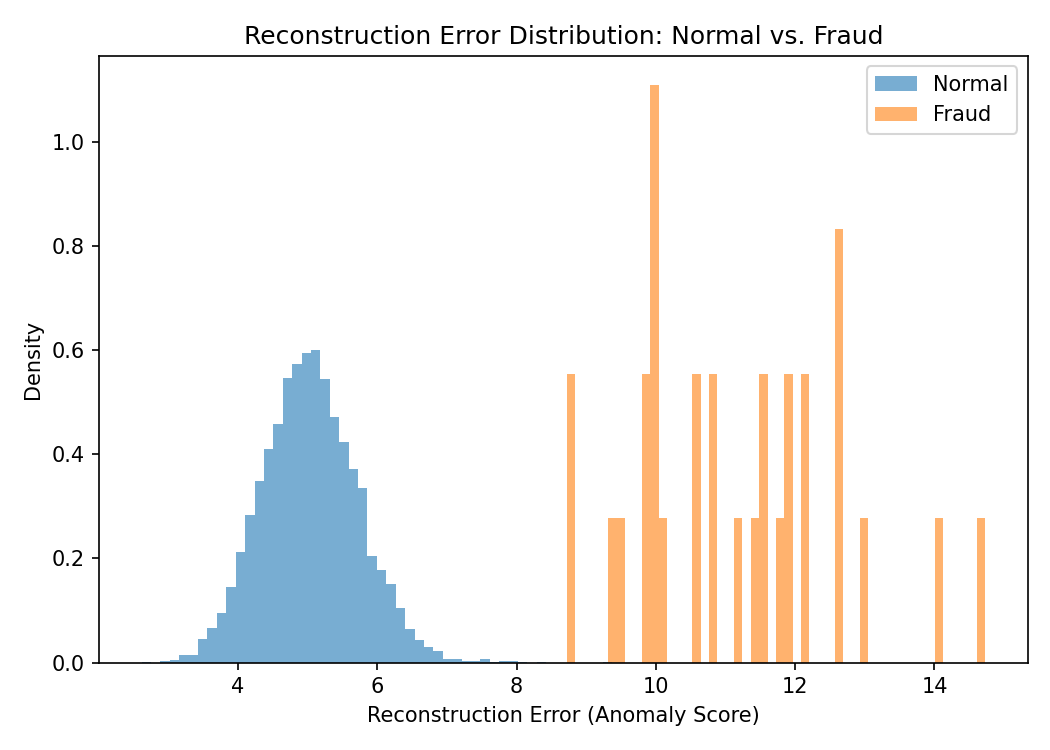 Reconstruction Error Distribution: Normal vs. Fraud
Normal
Fraud
Density
1.0
0.8
0.6
0.4
0.2
0.0
4 6 8 10 12 14
Reconstruction Error (Anomaly Score)